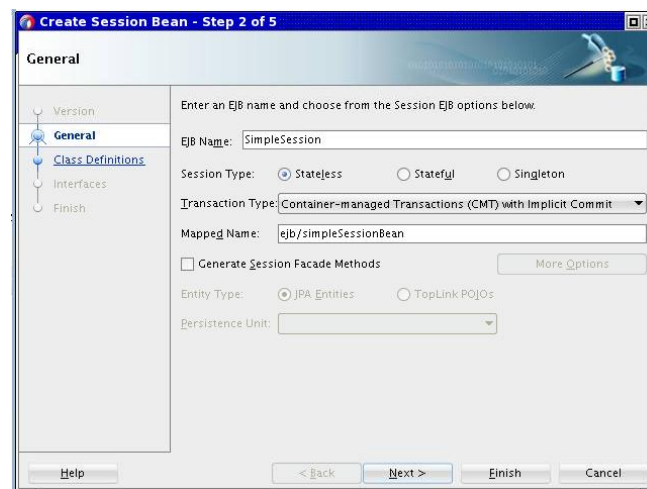 Create Session Bean - Step 2 of 5
General
Version
General
Class Definitions
Interfaces
Finish
Enter an EJB name and choose from the Session EJB options below.
EJB Name: SimpleSession
Session Type: Stateless Stateful Singleton
Transaction Type: Container-managed Transactions (CMT) with Implicit Commit
Mapped Name: ejb/simpleSessionBean
Generate Session Facade Methods More Options
Entity Type: JPA Entities TopLink POJOs
Persistence Unit:
Help < Back Next > Finish Cancel